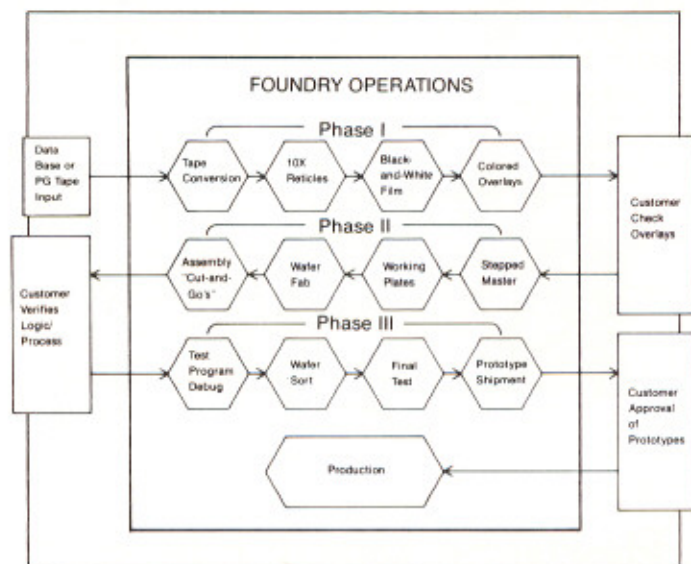 FOUNDRY OPERATIONS
Phase I
Data
Base or
PG Tape
Input
Tape
Conversion
10X
Reticles
Black-
and-White
Film
Colored
Overlays
Customer
Check
Overlays
Phase II
Assembly
"Cut-and-
Go's"
Wafer
Fab
Working
Plates
Stepped
Master
Customer
Verifies
Logic/
Process
Phase III
Test
Program
Debug
Wafer
Sort
Final
Test
Prototype
Shipment
Customer
Approval
of
Prototypes
Production